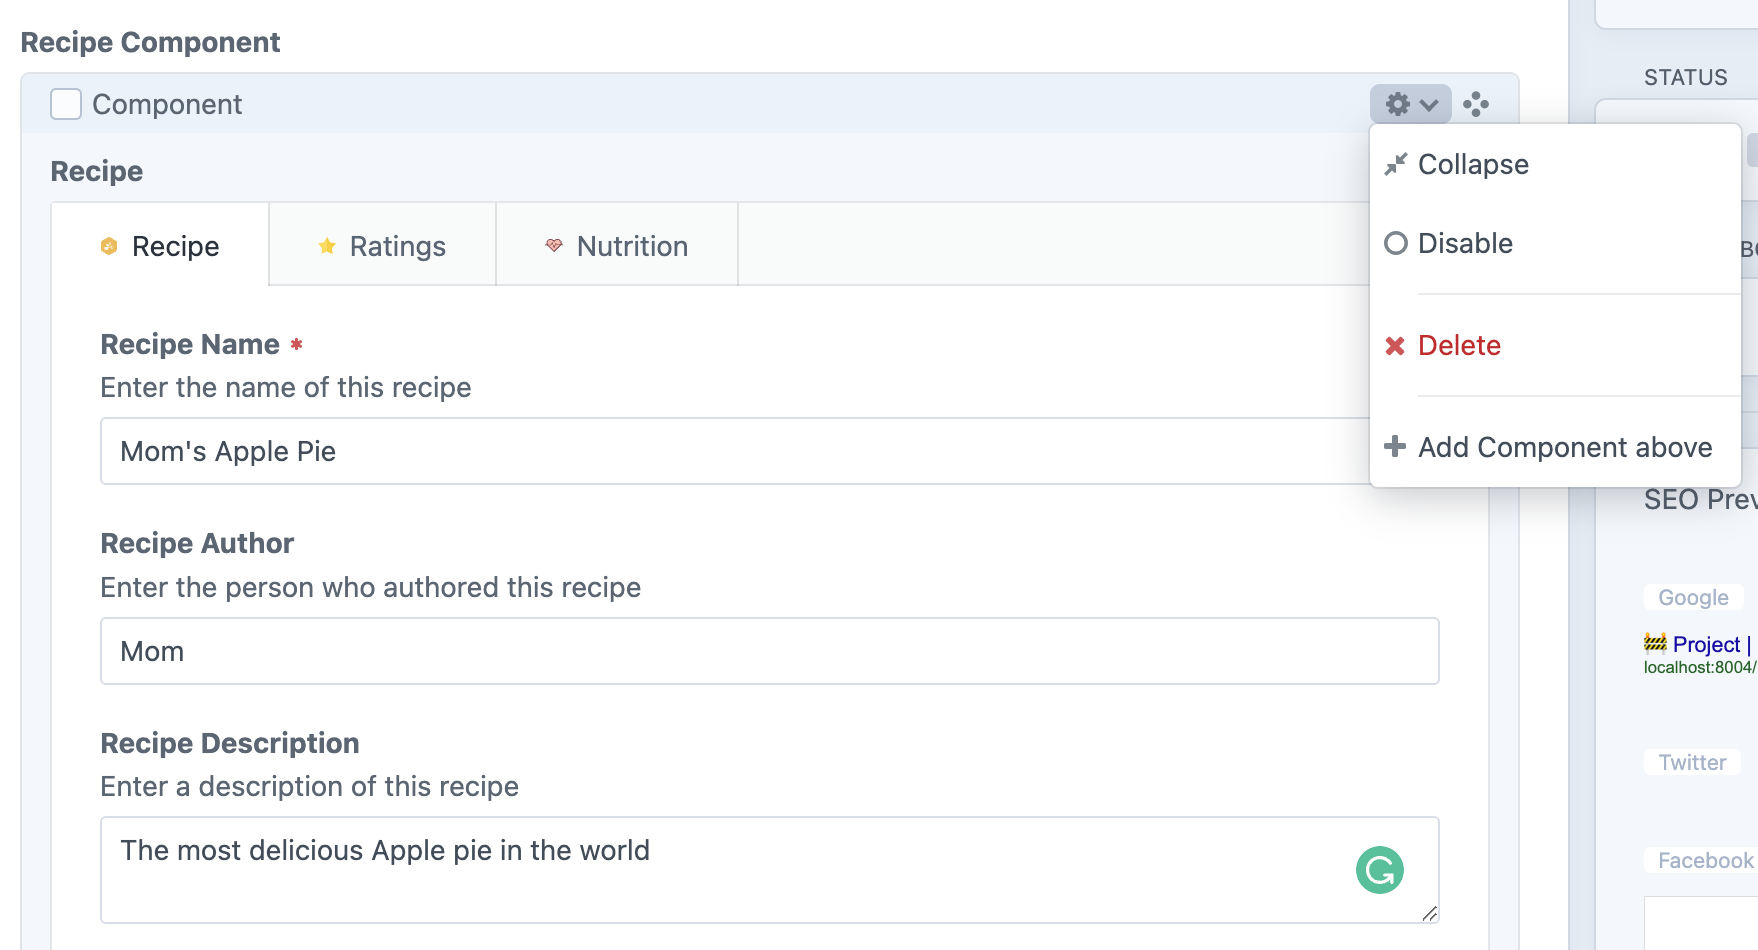 Recipe Component
Component
Recipe
Recipe
Ratings
Nutrition
Recipe Name *
Enter the name of this recipe
Mom's Apple Pie
Recipe Author
Enter the person who authored this recipe
Mom
Recipe Description
Enter a description of this recipe
The most delicious Apple pie in the world
Collapse
Disable
Delete
Add Component above
STATUS
SEO
Google
Project |
localhost:8004/
Twitter
Facebook